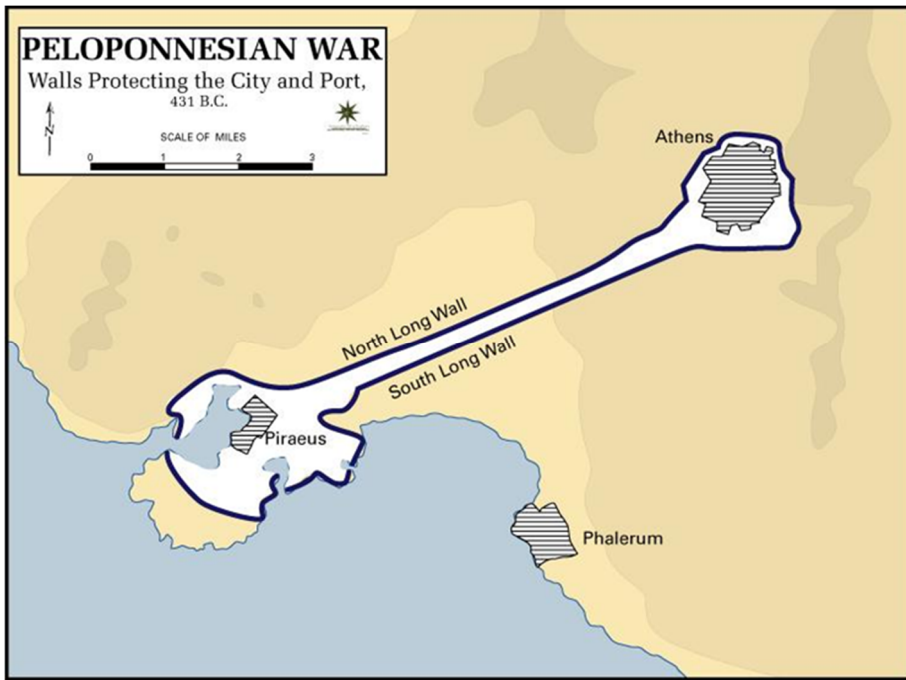 PELOPONNESIAN WAR
Walls Protecting the City and Port,
431 B.C.
N
SCALE OF MILES
0 1 2 3
Athens
North Long Wall
South Long Wall
Piraeus
Phalerum